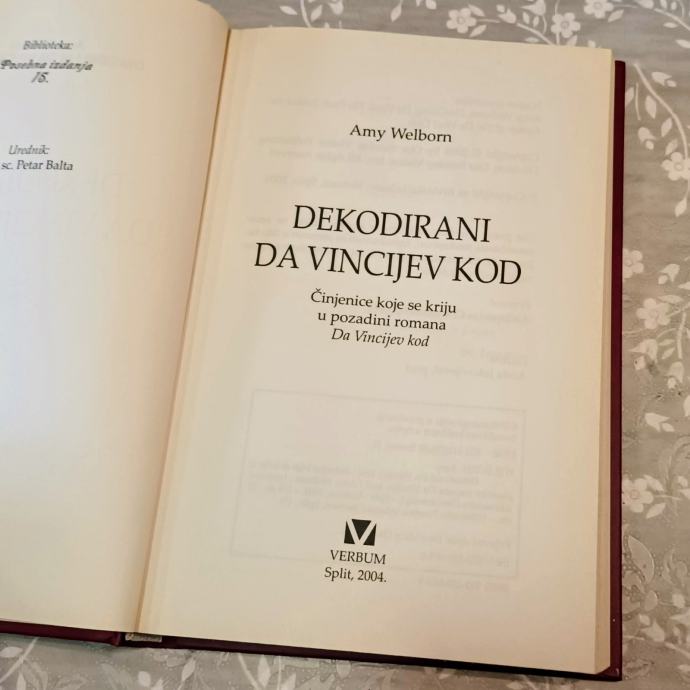 Biblioteka:
Posebna izdanja
15.
Urednik:
sc. Petar Balta
Amy Welborn
DEKODIRANI
DA VINCIJEV KOD
Činjenice koje se kriju
u pozadini romana
Da Vincijev kod
VERBUM
Split, 2004.